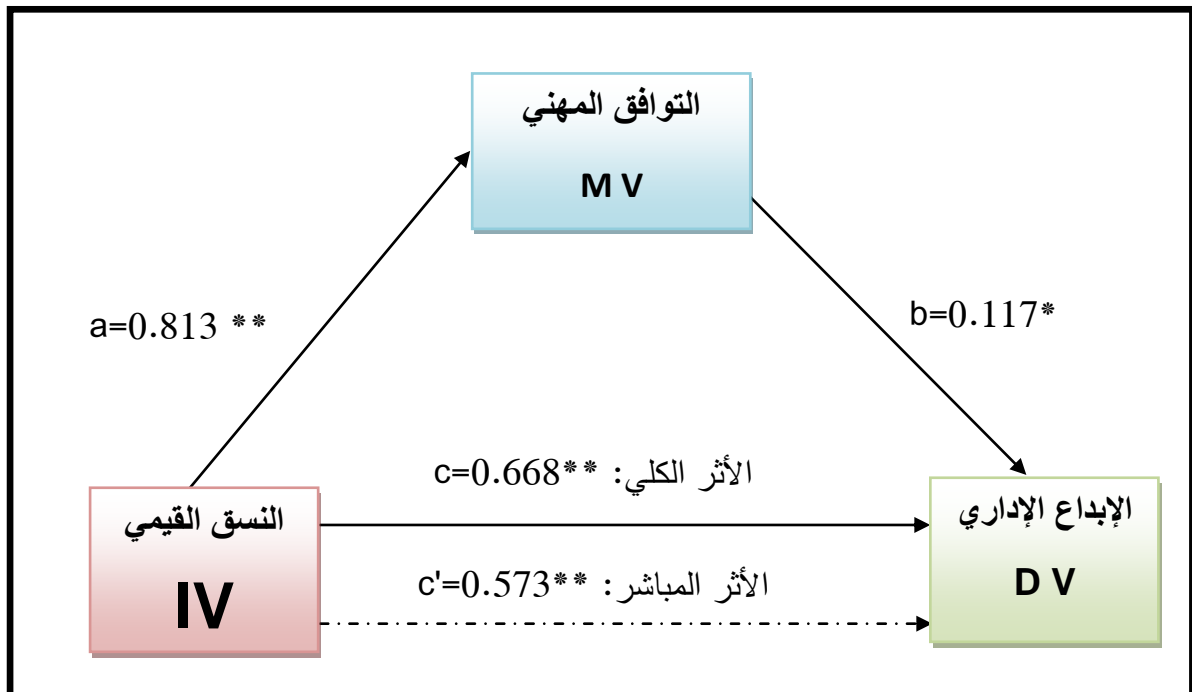 التوافق المهني
M V
a=0.813 **
b=0.117*
الأثر الكلي: c=0.668**
النسق القيمي
IV
الإبداع الإداري
D V
الأثر المباشر: c'=0.573**